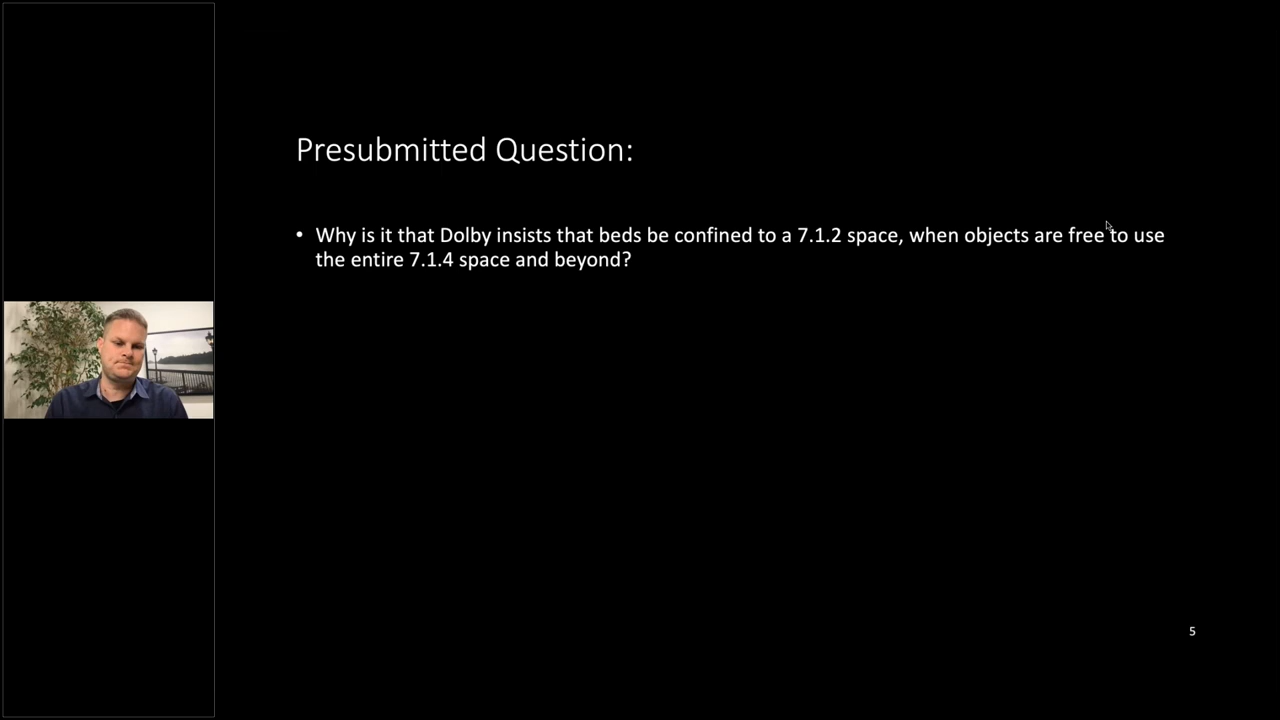 Presubmitted Question:
• Why is it that Dolby insists that beds be confined to a 7.1.2 space, when objects are free to use
the entire 7.1.4 space and beyond?
5